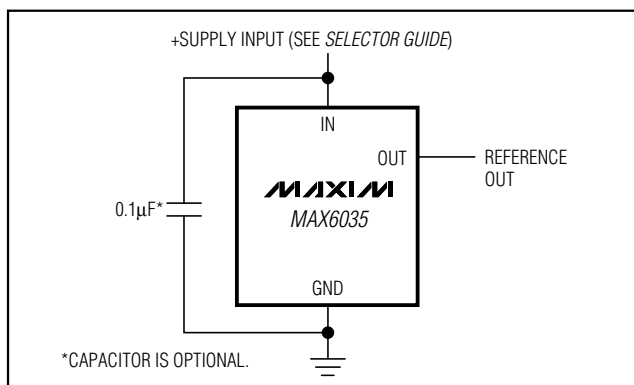 +SUPPLY INPUT (SEE SELECTOR GUIDE)
IN
OUT
REFERENCE
OUT
0.1µF*
MAXIM
MAX6035
GND
*CAPACITOR IS OPTIONAL.